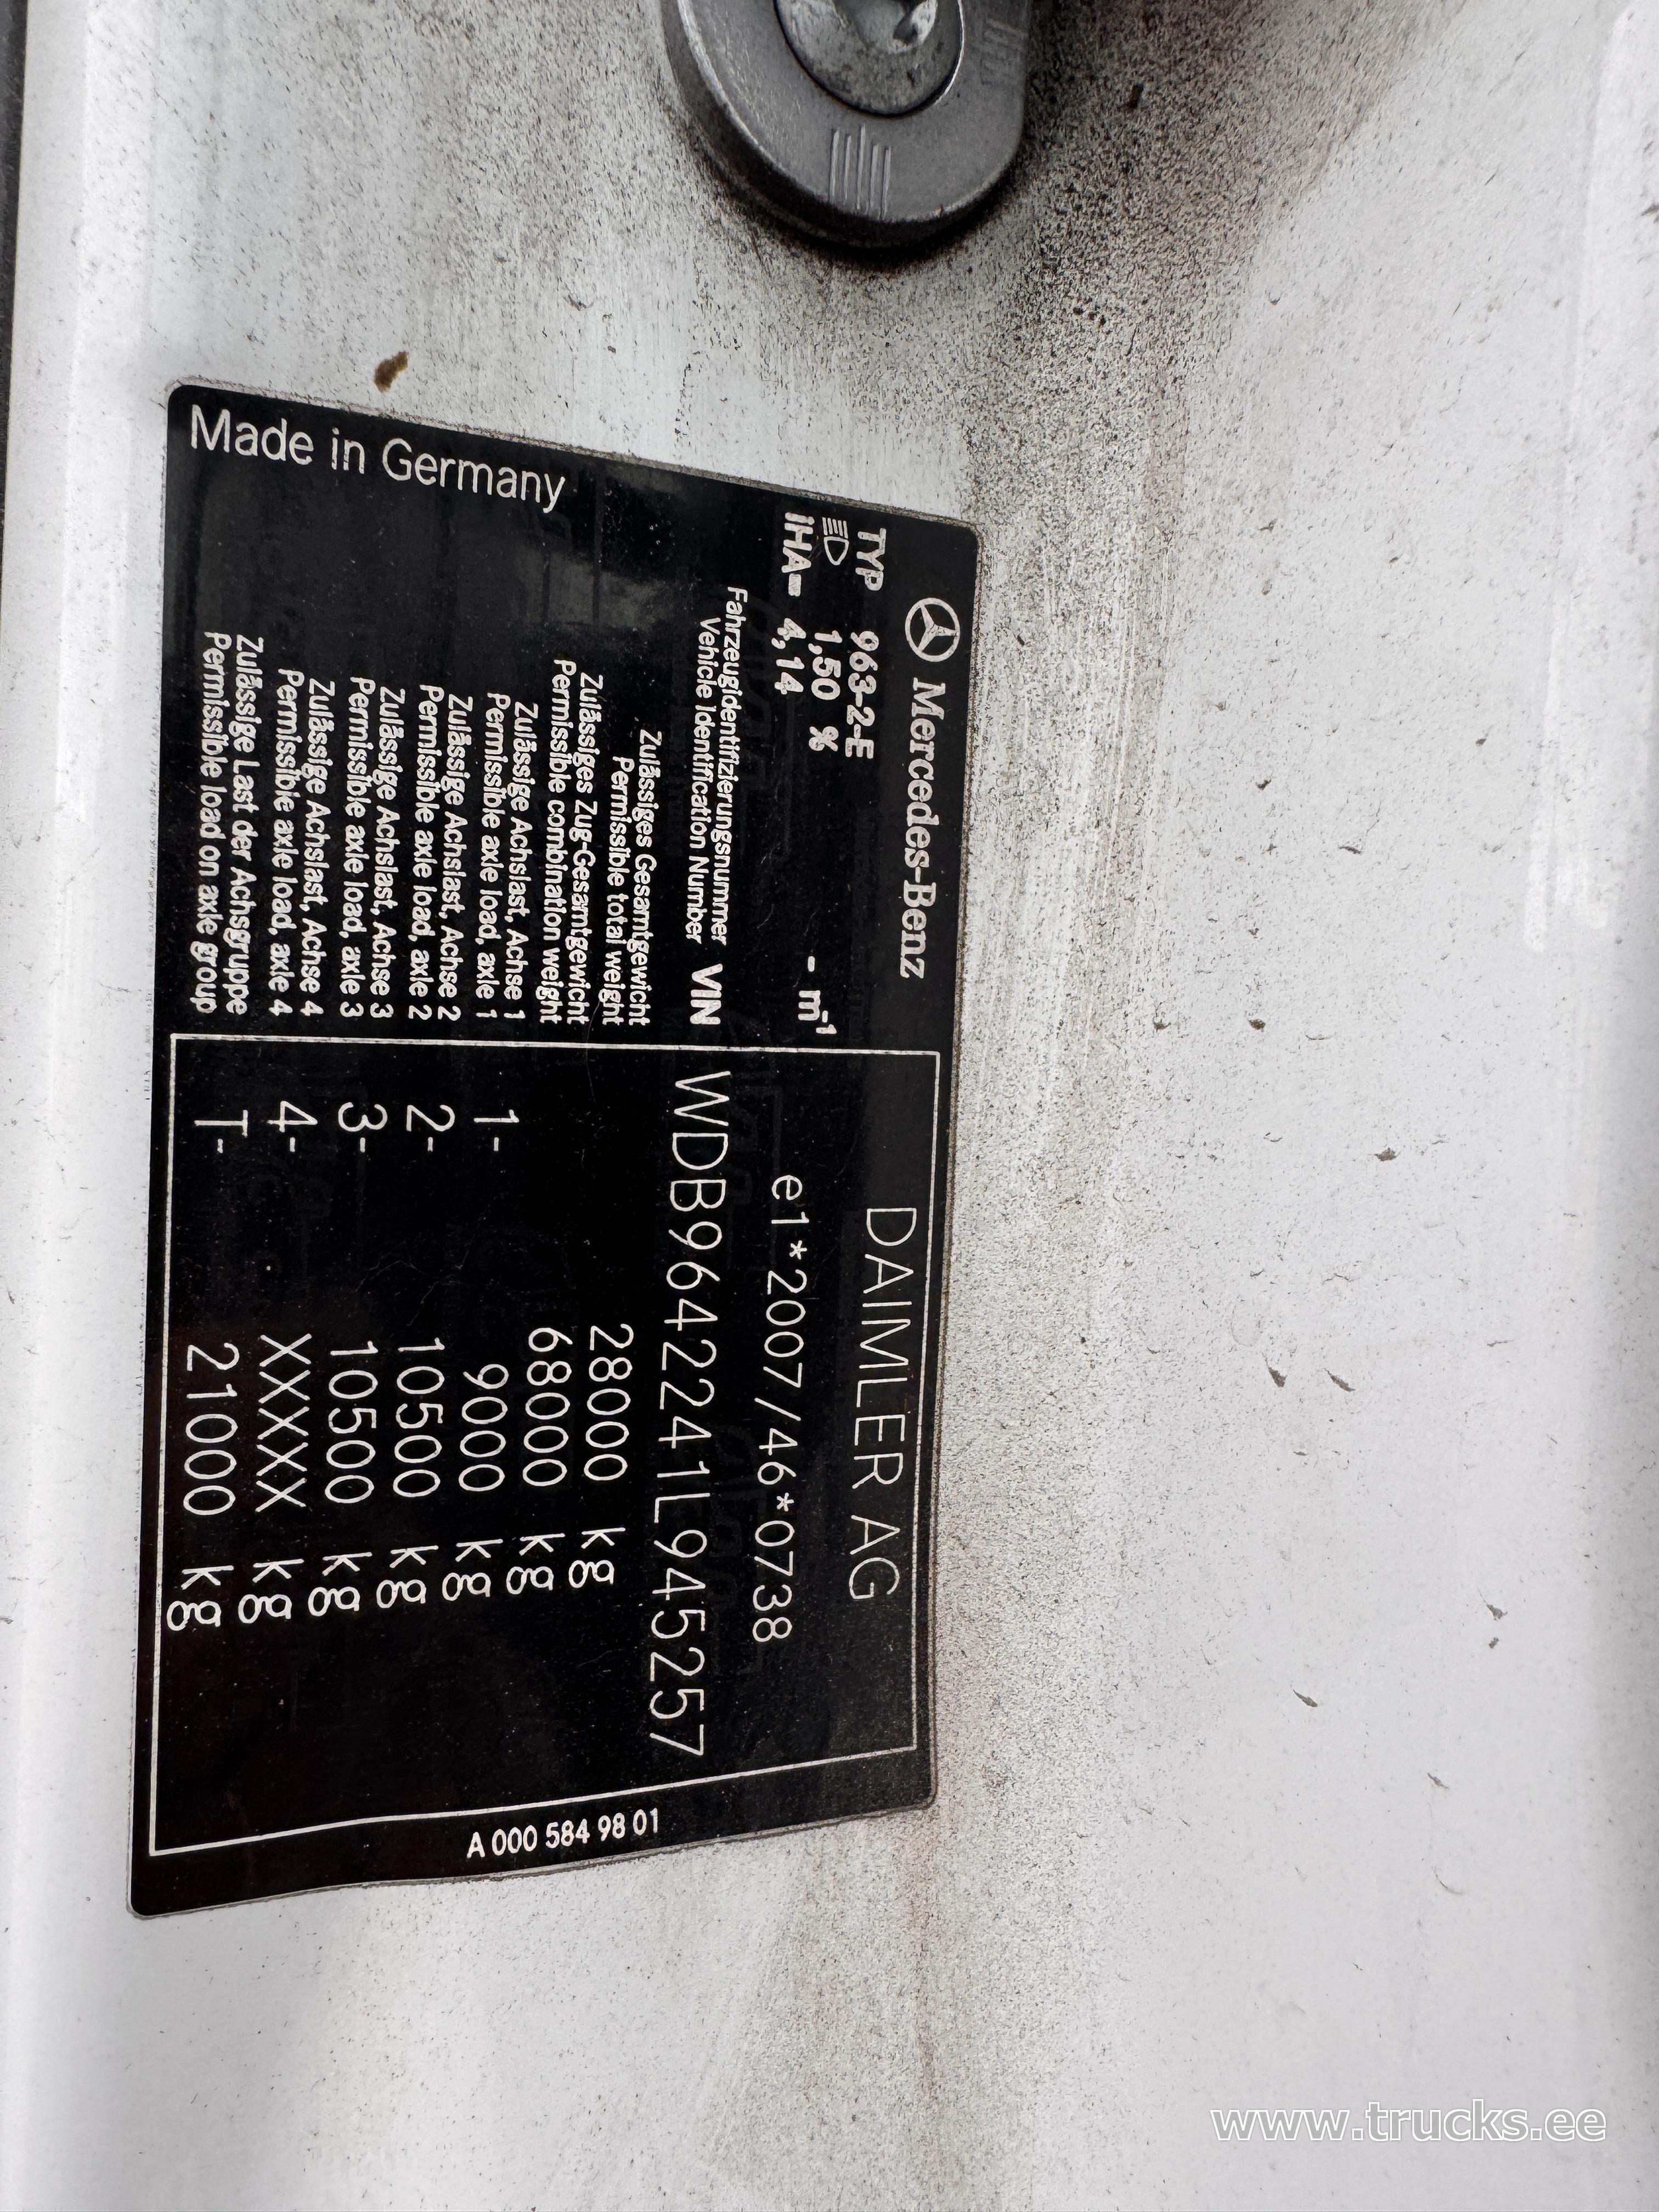 Mercedes-Benz
DAIMLER AG
TYP 963-2-E
1,50 %
- m-1
e1*2007/46*0738
iHA= 4,14
Fahrzeugidentifizierungsnummer
Vehicle Identification Number
VIN
WDB9642241L945257
Zulässiges Gesamtgewicht
Permissible total weight
28000 kg
Zulässiges Zug-Gesamtgewicht
Permissible combination weight
68000 kg
Zulässige Achslast, Achse 1
Permissible axle load, axle 1
1- 9000 kg
Zulässige Achslast, Achse 2
Permissible axle load, axle 2
2- 10500 kg
Zulässige Achslast, Achse 3
Permissible axle load, axle 3
3- 10500 kg
Zulässige Achslast, Achse 4
Permissible axle load, axle 4
4- XXXXX kg
Zulässige Last der Achsgruppe
Permissible load on axle group
T- 21000 kg
Made in Germany
A 000 584 98 01
www.trucks.ee